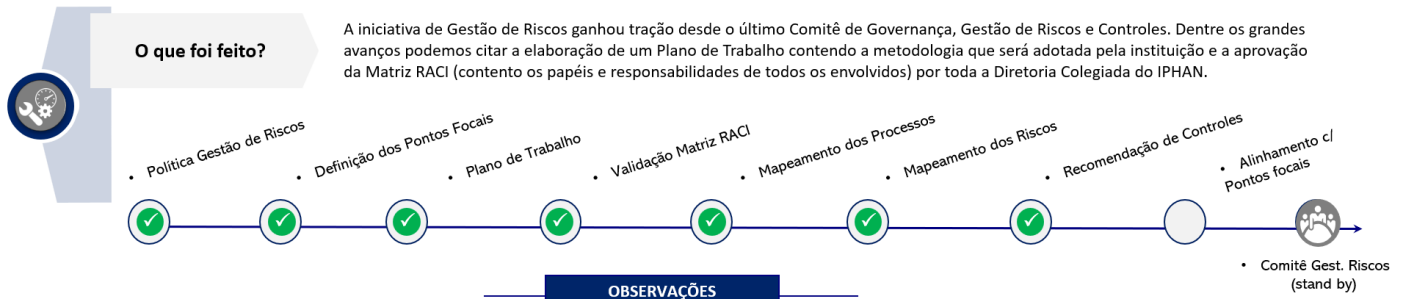 O que foi feito?
A iniciativa de Gestão de Riscos ganhou tração desde o último Comitê de Governança, Gestão de Riscos e Controles. Dentre os grandes
avanços podemos citar a elaboração de um Plano de Trabalho contendo a metodologia que será adotada pela instituição e a aprovação
da Matriz RACI (contento os papéis e responsabilidades de todos os envolvidos) por toda a Diretoria Colegiada do IPHAN.
• Política Gestão de Riscos
• Definição dos Pontos Focais
• Plano de Trabalho
• Validação Matriz RACI
• Mapeamento dos Processos
• Mapeamento dos Riscos
• Recomendação de Controles
• Alinhamento c/
Pontos focais
• Comitê Gest. Riscos
(stand by)
OBSERVAÇÕES